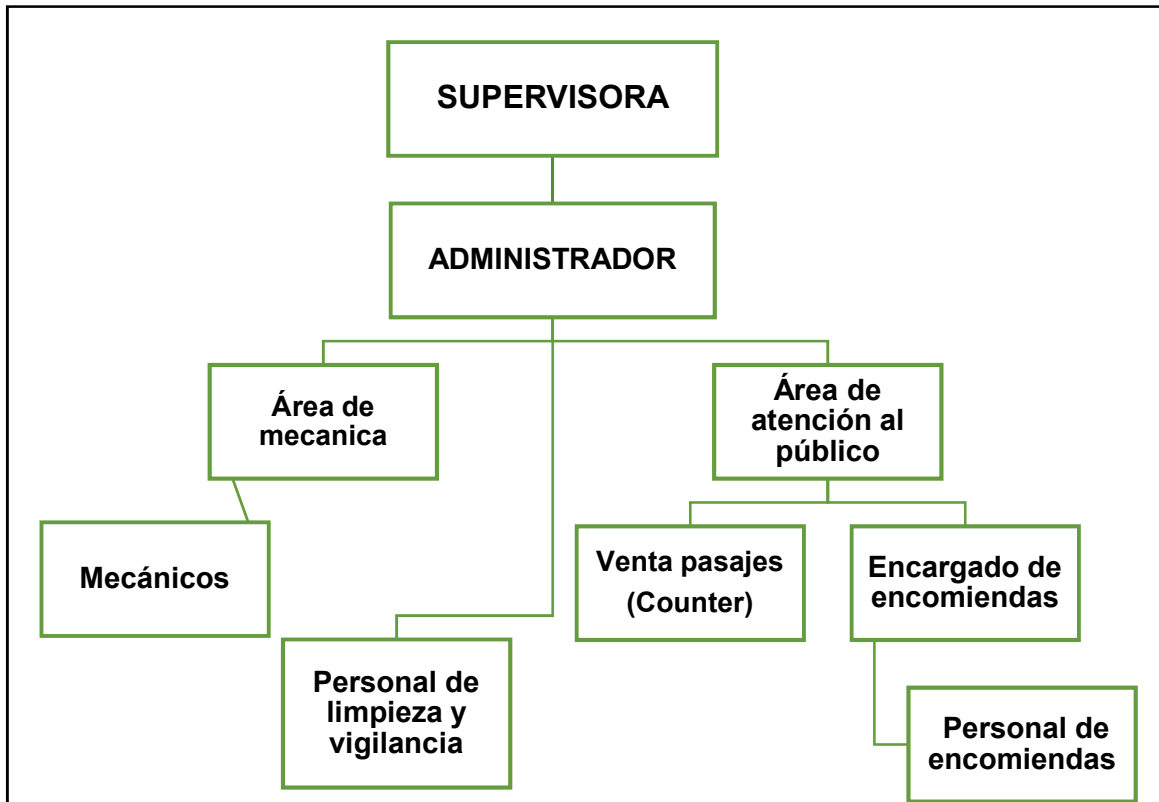 SUPERVISORA
ADMINISTRADOR
Área de
mecanica
Área de
atención al
público
Mecánicos
Venta pasajes
(Counter)
Encargado de
encomiendas
Personal de
limpieza y
vigilancia
Personal de
encomiendas